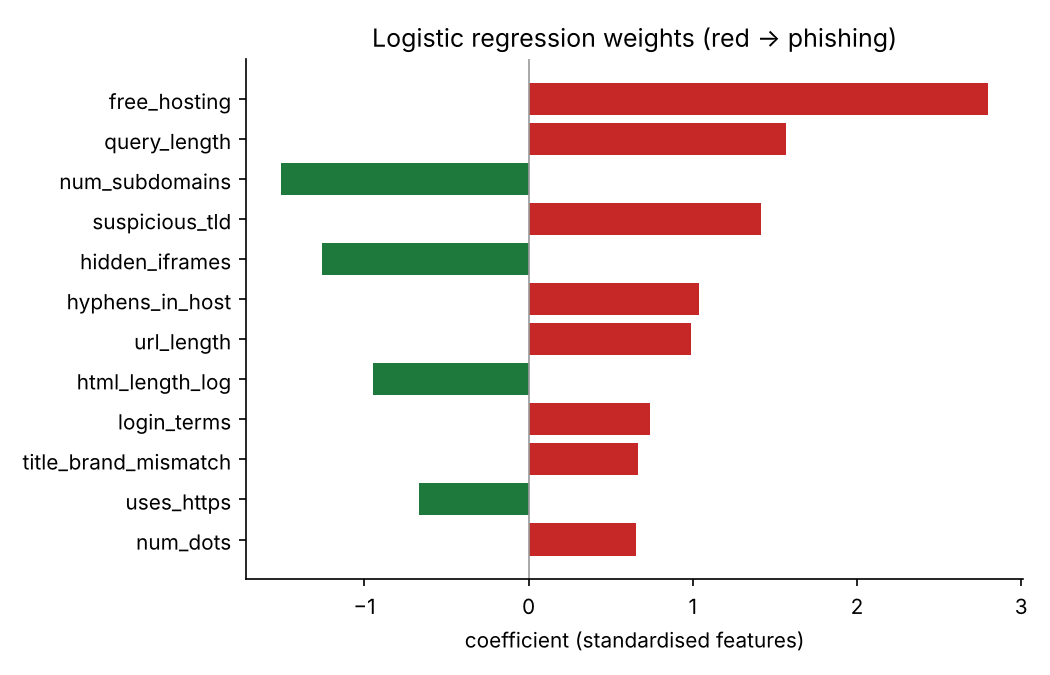 Logistic regression weights (red → phishing)
free_hosting
query_length
num_subdomains
suspicious_tld
hidden_iframes
hyphens_in_host
url_length
html_length_log
login_terms
title_brand_mismatch
uses_https
num_dots
−1 0 1 2 3
coefficient (standardised features)